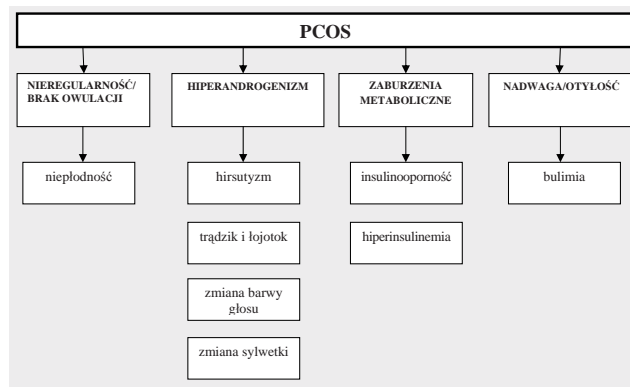 PCOS
NIEREGULARNOŚĆ/
BRAK OWULACJI
HIPERANDROGENIZM
ZABURZENIA
METABOLICZNE
NADWAGA/OTYŁOŚĆ
niepłodność
hirsutyzm
insulinooporność
bulimia
trądzik i łojotok
hiperinsulinemia
zmiana barwy
głosu
zmiana sylwetki